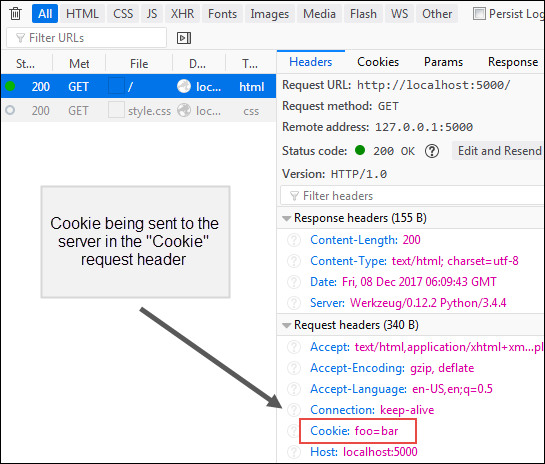 All HTML CSS JS XHR Fonts Images Media Flash WS Other Persist Log
Filter URLs
St... Met File D... T... Headers Cookies Params Response
200 GET / loc... html
200 GET style.css loc... css
Request URL: http://localhost:5000/
Request method: GET
Remote address: 127.0.0.1:5000
Status code: 200 OK ? Edit and Resend
Version: HTTP/1.0
Filter headers
Response headers (155 B)
? Content-Length: 200
? Content-Type: text/html; charset=utf-8
? Date: Fri, 08 Dec 2017 06:09:43 GMT
? Server: Werkzeug/0.12.2 Python/3.4.4
Request headers (340 B)
? Accept: text/html,application/xhtml+xm...pl
? Accept-Encoding: gzip, deflate
? Accept-Language: en-US,en;q=0.5
? Connection: keep-alive
? Cookie: foo=bar
? Host: localhost:5000
Cookie being sent to the
server in the "Cookie"
request header